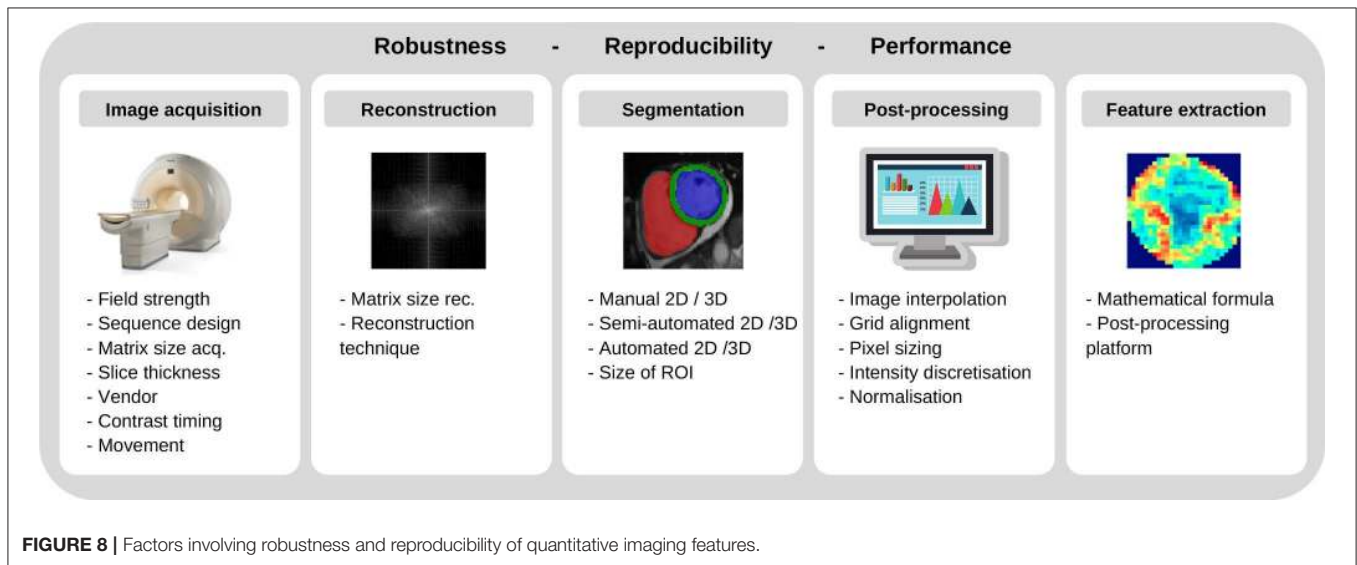 Robustness - Reproducibility - Performance
Image acquisition
- Field strength
- Sequence design
- Matrix size acq.
- Slice thickness
- Vendor
- Contrast timing
- Movement
Reconstruction
- Matrix size rec.
- Reconstruction
technique
Segmentation
- Manual 2D / 3D
- Semi-automated 2D /3D
- Automated 2D /3D
- Size of ROI
Post-processing
- Image interpolation
- Grid alignment
- Pixel sizing
- Intensity discretisation
- Normalisation
Feature extraction
- Mathematical formula
- Post-processing
platform
FIGURE 8 | Factors involving robustness and reproducibility of quantitative imaging features.